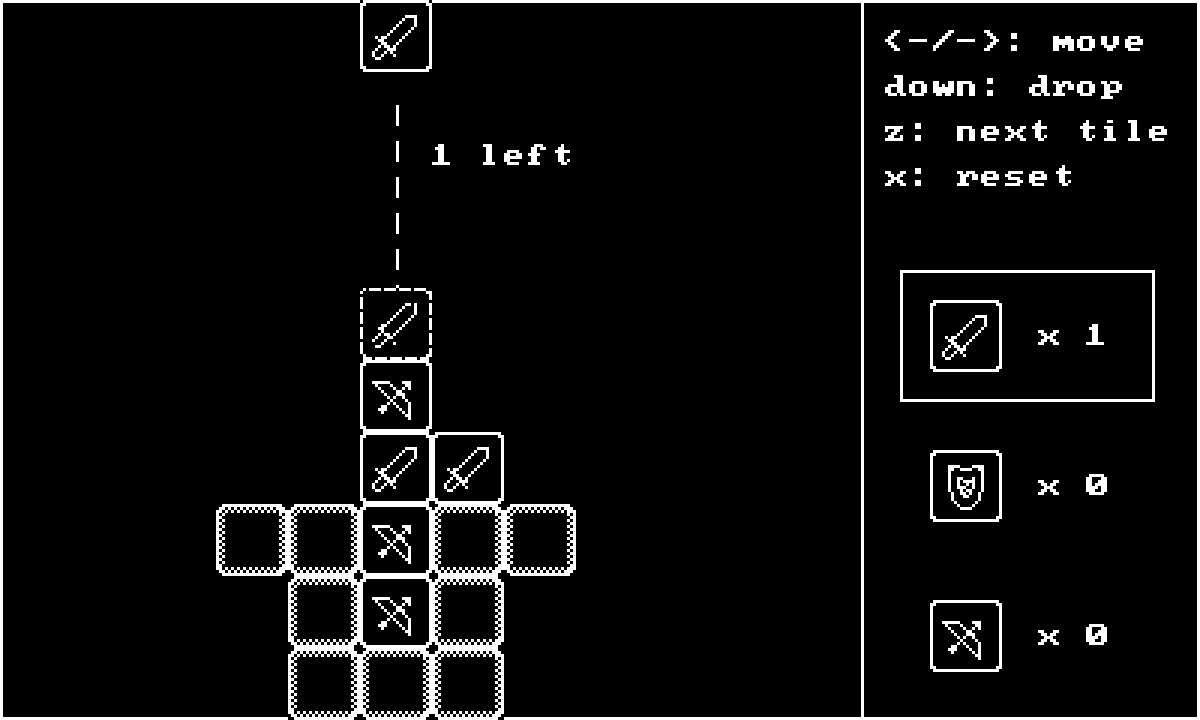 <-/->: move
down: drop
z: next tile
x: reset
1 left
x 1
x 0
x 0